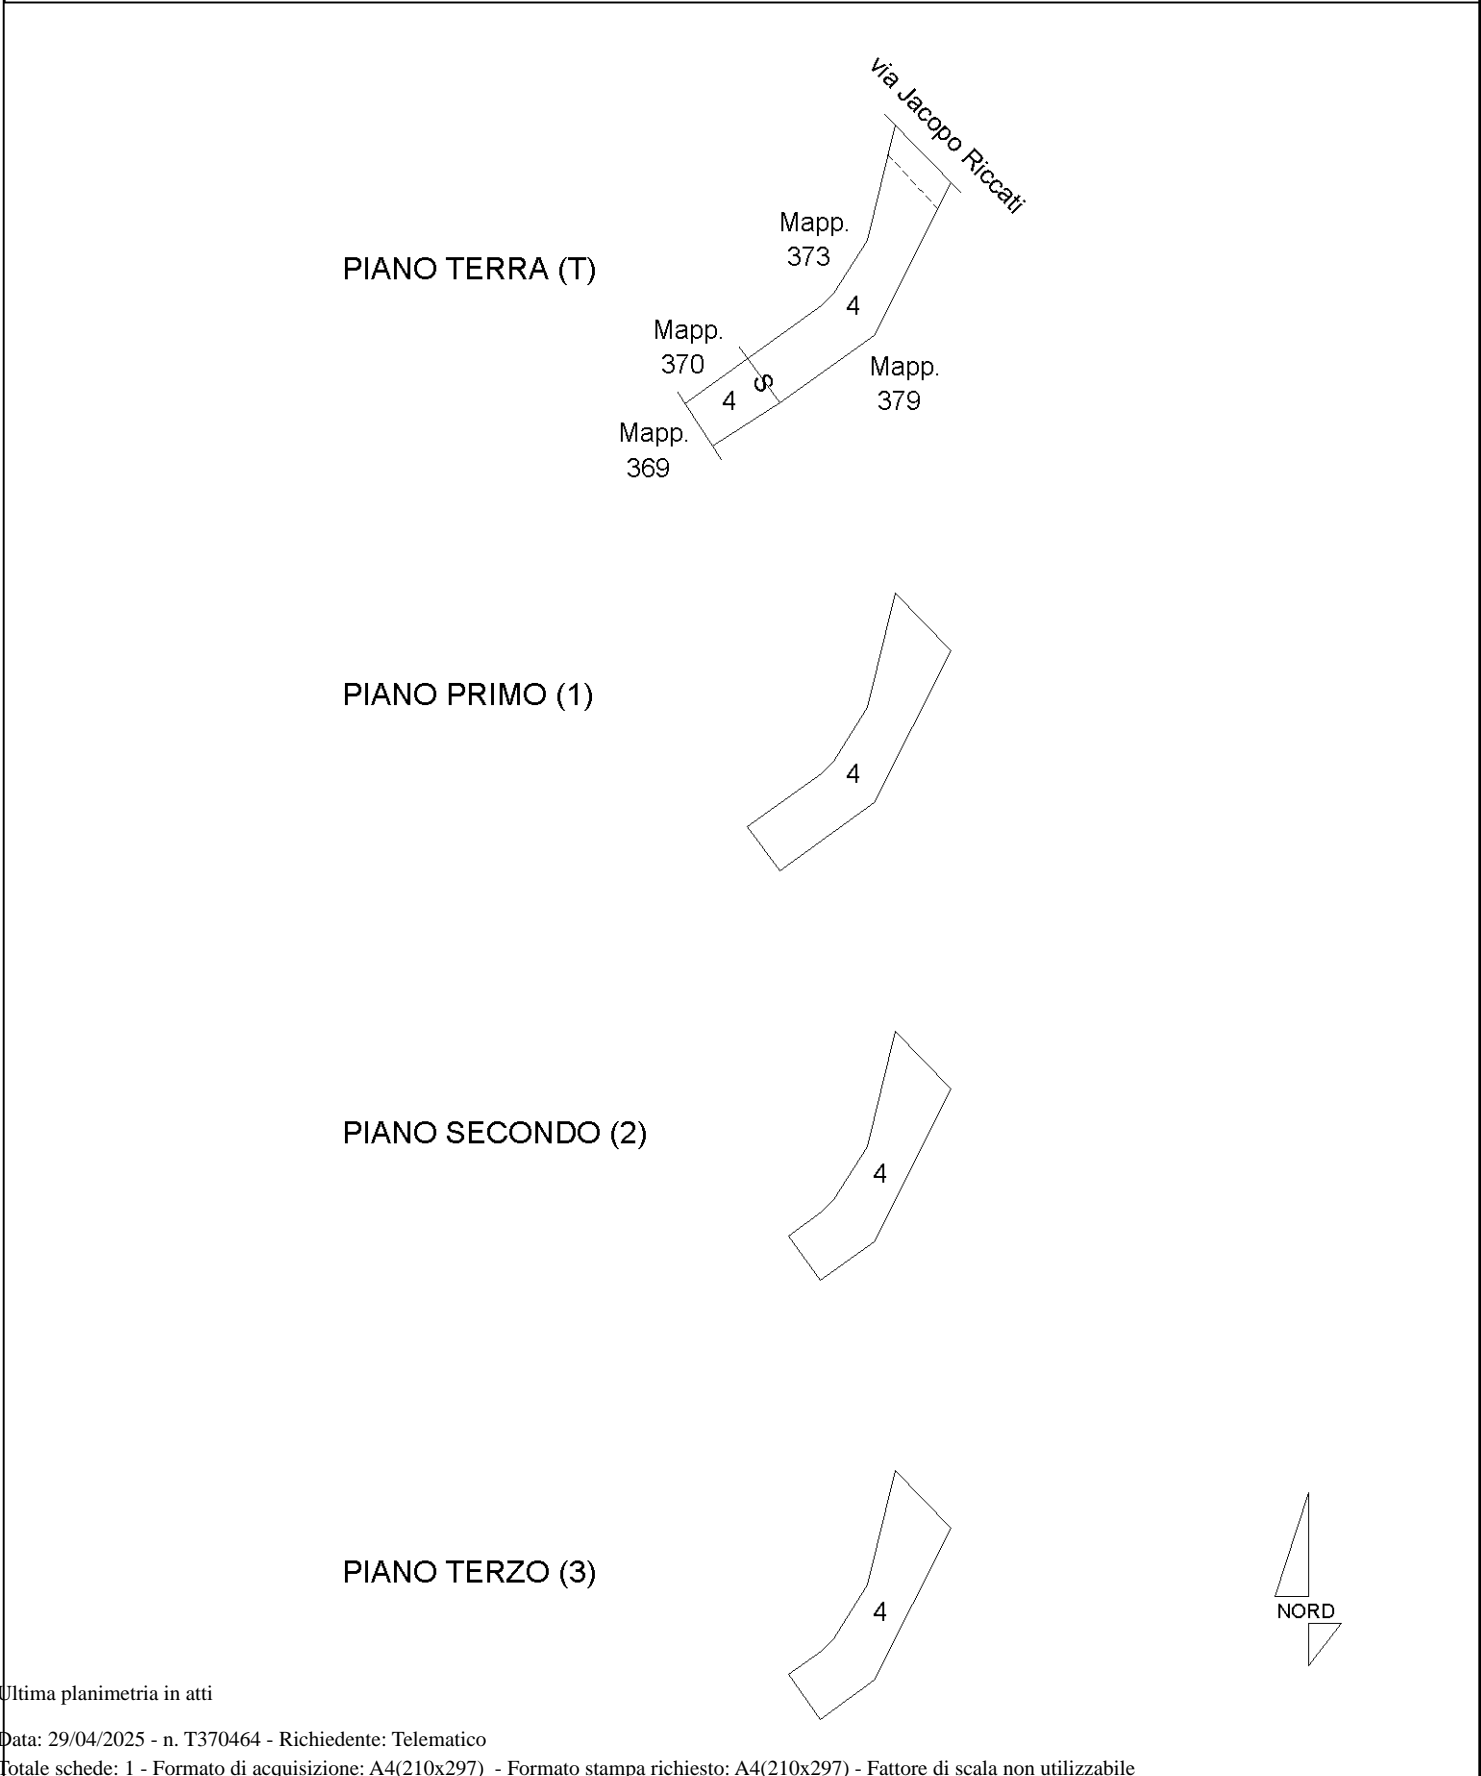 via Jacopo Riccati
Mapp.
373
PIANO TERRA (T)
4
Mapp.
370
Mapp.
379
S
4
Mapp.
369
PIANO PRIMO (1)
4
PIANO SECONDO (2)
4
PIANO TERZO (3)
4
NORD
Ultima planimetria in atti
Data: 29/04/2025 - n. T370464 - Richiedente: Telematico
Totale schede: 1 - Formato di acquisizione: A4(210x297) - Formato stampa richiesto: A4(210x297) - Fattore di scala non utilizzabile